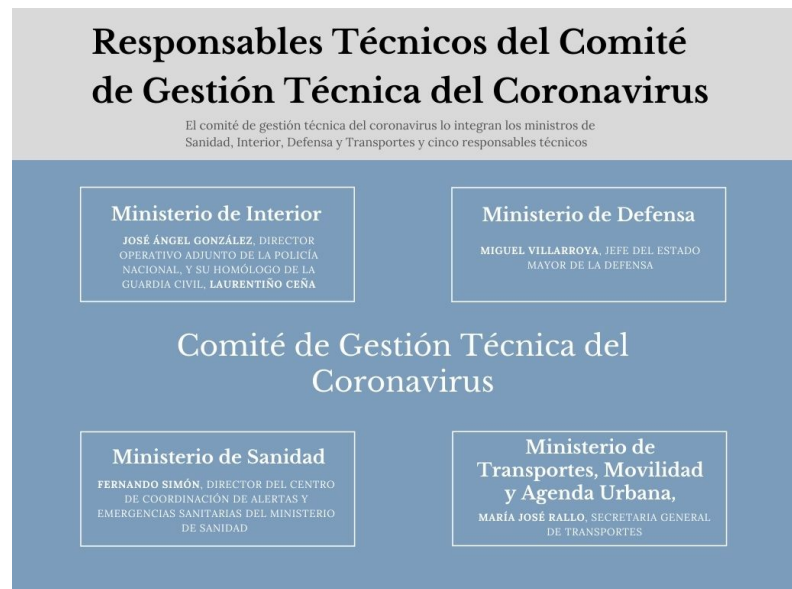 Responsables Técnicos del Comité
de Gestión Técnica del Coronavirus
El comité de gestión técnica del coronavirus lo integran los ministros de
Sanidad, Interior, Defensa y Transportes y cinco responsables técnicos
Ministerio de Interior
JOSÉ ÁNGEL GONZÁLEZ, DIRECTOR
OPERATIVO ADJUNTO DE LA POLICÍA
NACIONAL, Y SU HOMÓLOGO DE LA
GUARDIA CIVIL, LAURENTIÑO CEÑA
Ministerio de Defensa
MIGUEL VILLARROYA, JEFE DEL ESTADO
MAYOR DE LA DEFENSA
Comité de Gestión Técnica del
Coronavirus
Ministerio de Sanidad
FERNANDO SIMÓN, DIRECTOR DEL CENTRO
DE COORDINACIÓN DE ALERTAS Y
EMERGENCIAS SANITARIAS DEL MINISTERIO
DE SANIDAD
Ministerio de
Transportes, Movilidad
y Agenda Urbana,
MARÍA JOSÉ RALLO, SECRETARIA GENERAL
DE TRANSPORTES